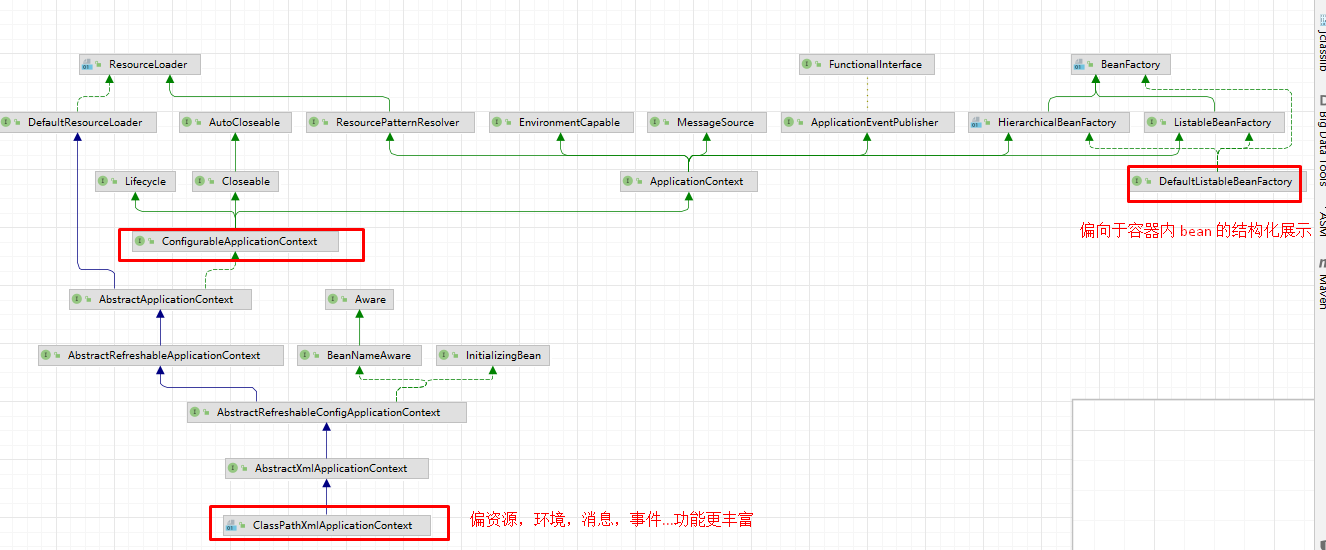 ResourceLoader
FunctionalInterface
BeanFactory
DefaultResourceLoader
AutoCloseable
ResourcePatternResolver
EnvironmentCapable
MessageSource
ApplicationEventPublisher
HierarchicalBeanFactory
ListableBeanFactory
Lifecycle
Closeable
ApplicationContext
DefaultListableBeanFactory
偏向于容器内 bean 的结构化展示
ConfigurableApplicationContext
AbstractApplicationContext
Aware
AbstractRefreshableApplicationContext
BeanNameAware
InitializingBean
AbstractRefreshableConfigApplicationContext
AbstractXmlApplicationContext
ClassPathXmlApplicationContext
偏资源，环境，消息，事件...功能更丰富
jclasslib
Big Data Tools
ASM
Maven